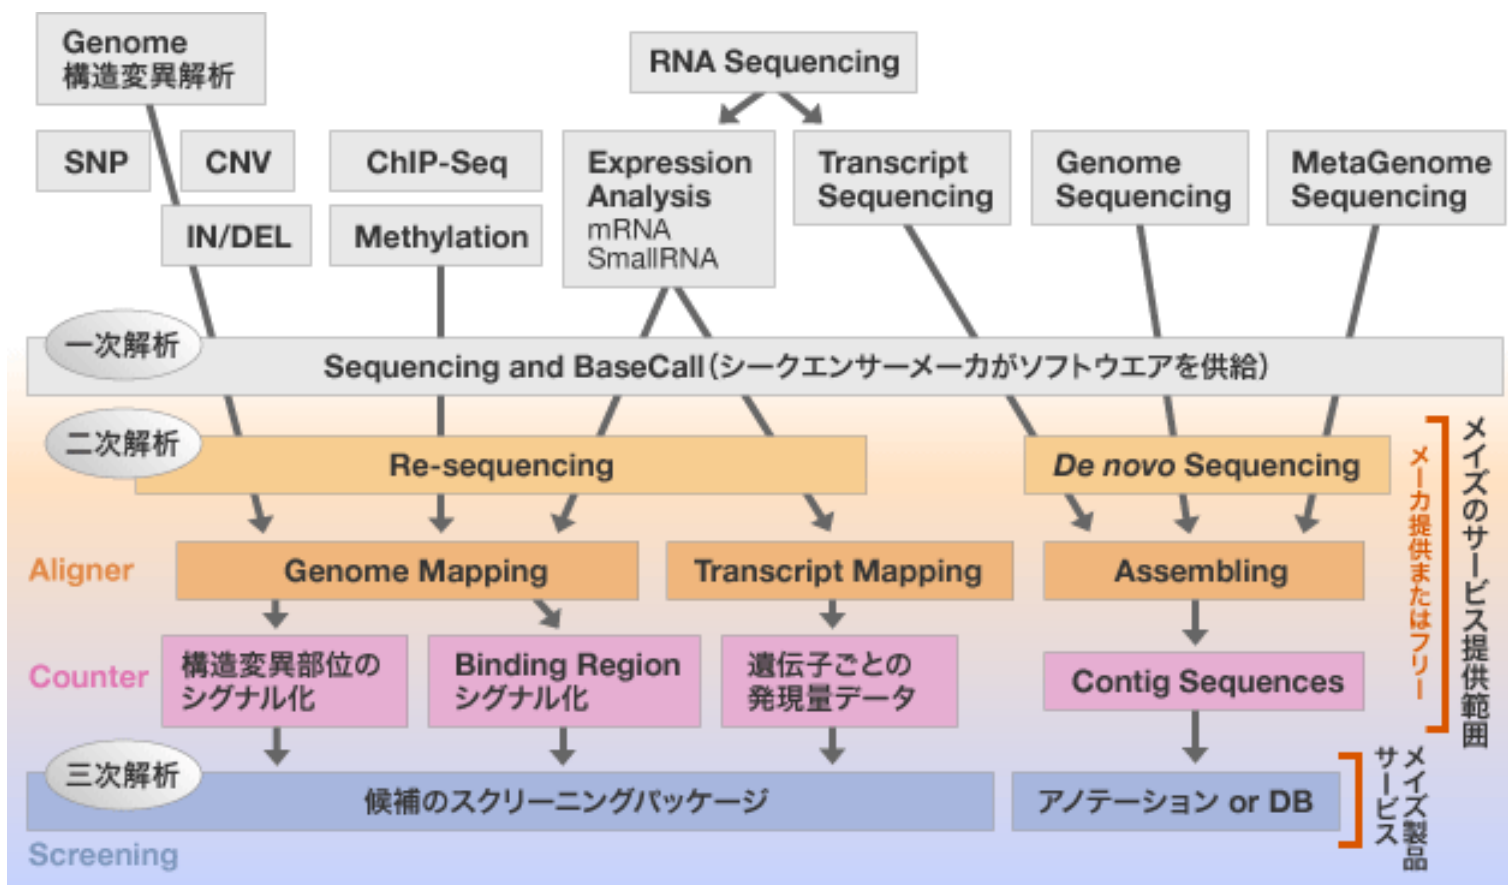 Genome
構造変異解析
RNA Sequencing
SNP
CNV
IN/DEL
ChIP-Seq
Methylation
Expression
Analysis
mRNA
SmallRNA
Transcript
Sequencing
Genome
Sequencing
MetaGenome
Sequencing
一次解析
Sequencing and BaseCall（シークエンサーメーカがソフトウエアを供給）
二次解析
Re-sequencing
De novo Sequencing
Aligner
Genome Mapping
Transcript Mapping
Assembling
Counter
構造変異部位の
シグナル化
Binding Region
シグナル化
遺伝子ごとの
発現量データ
Contig Sequences
メーカ提供またはフリー
メイズのサービス提供範囲
三次解析
候補のスクリーニングパッケージ
アノテーション or DB
メイズ製品
サービス
Screening